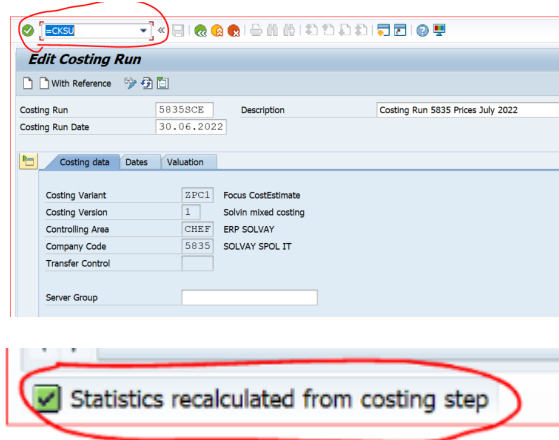 =CKSU
Edit Costing Run
With Reference
Costing Run 5835SCE Description Costing Run 5835 Prices July 2022
Costing Run Date 30.06.2022
Costing data Dates Valuation
Costing Variant ZPC1 Focus CostEstimate
Costing Version 1 Solvin mixed costing
Controlling Area CHEF ERP SOLVAY
Company Code 5835 SOLVAY SPOL IT
Transfer Control
Server Group
Statistics recalculated from costing step